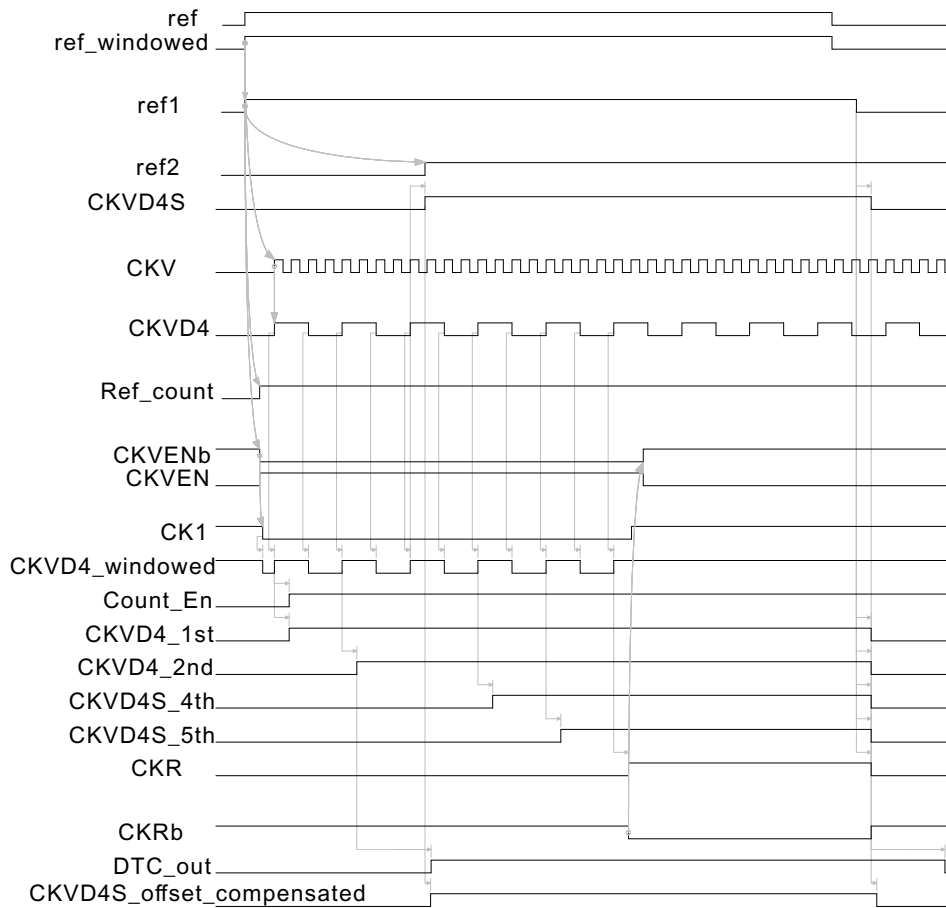 ref
ref_windowed
ref1
ref2
CKVD4S
CKV
CKVD4
Ref_count
CKVENb
CKVEN
CK1
CKVD4_windowed
Count_En
CKVD4_1st
CKVD4_2nd
CKVD4S_4th
CKVD4S_5th
CKR
CKRb
DTC_out
CKVD4S_offset_compensated